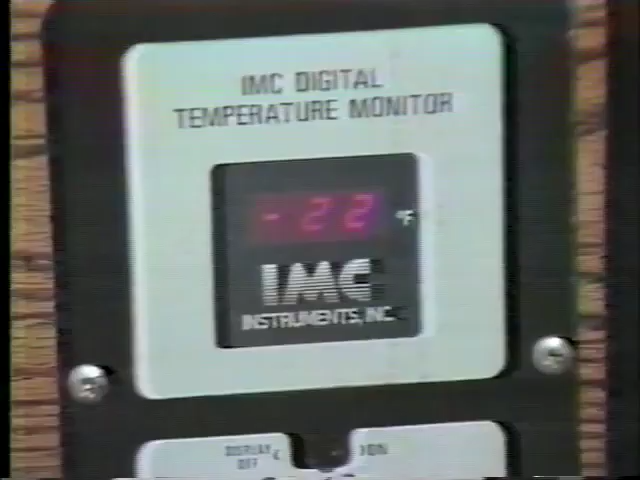 IMC DIGITAL
TEMPERATURE MONITOR
-22 °F
IMC
INSTRUMENTS, INC.
DISPLAY
OFF
ON